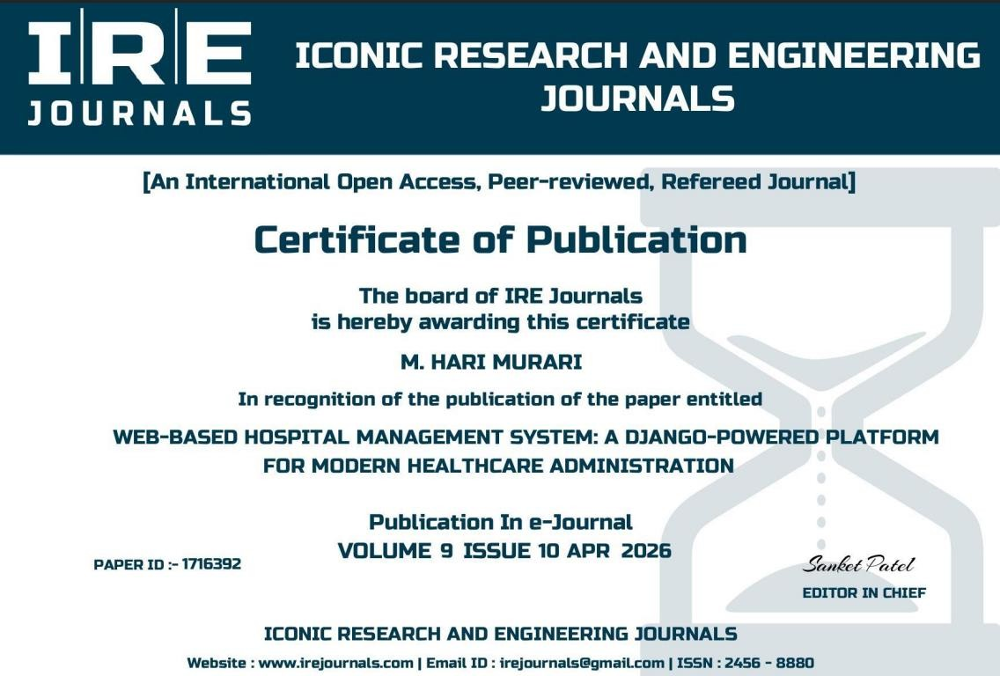 IRE
JOURNALS
ICONIC RESEARCH AND ENGINEERING
JOURNALS
[An International Open Access, Peer-reviewed, Refereed Journal]
Certificate of Publication
The board of IRE Journals
is hereby awarding this certificate
M. HARI MURARI
In recognition of the publication of the paper entitled
WEB-BASED HOSPITAL MANAGEMENT SYSTEM: A DJANGO-POWERED PLATFORM
FOR MODERN HEALTHCARE ADMINISTRATION
Publication In e-Journal
VOLUME 9 ISSUE 10 APR 2026
PAPER ID :- 1716392
Sanket Patel
EDITOR IN CHIEF
ICONIC RESEARCH AND ENGINEERING JOURNALS
Website : www.irejournals.com | Email ID : irejournals@gmail.com | ISSN : 2456 - 8880